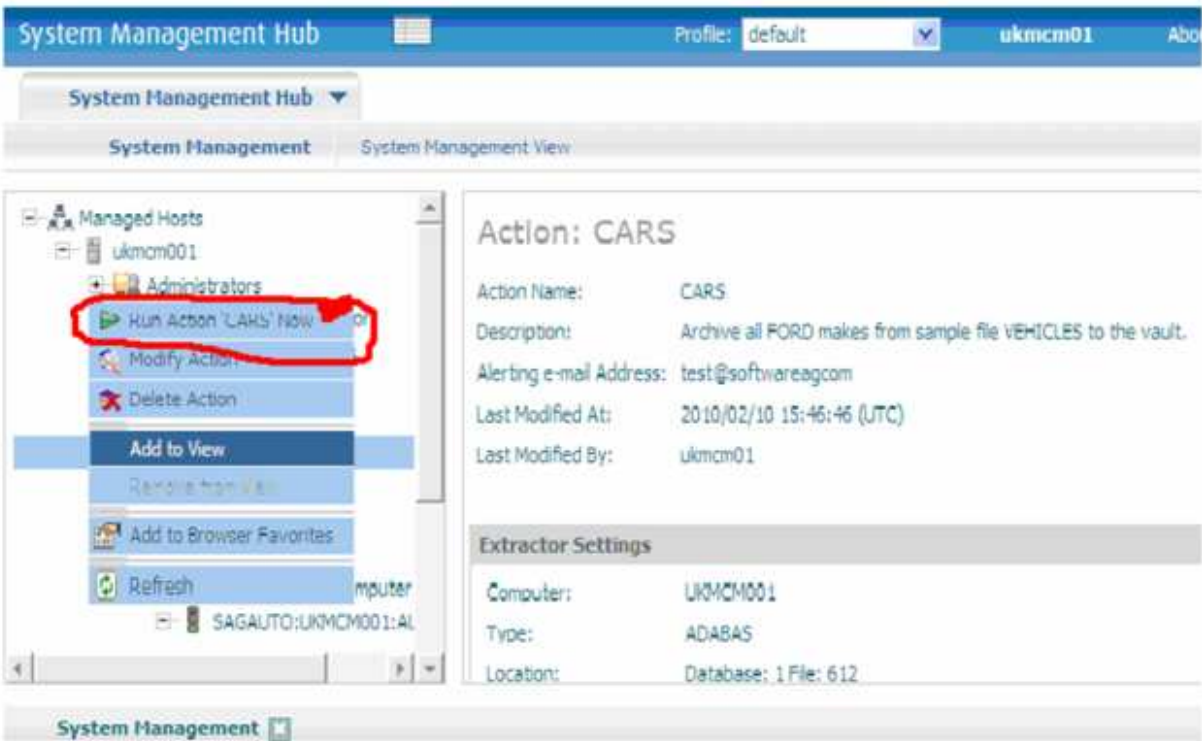 System Management Hub
Profile: default
ukmcm01
System Management Hub
System Management
System Management View
Managed Hosts
ukmcm001
Administrators
Run Action 'CARS' Now
Modify Action
Delete Action
Add to View
Remove from View
Add to Browser Favorites
Refresh
mputer
SAGAUTO:UKMCM001:AL
Action: CARS
Action Name: CARS
Description: Archive all FORD makes from sample file VEHICLES to the vault.
Alerting e-mail Address: test@softwareagcom
Last Modified At: 2010/02/10 15:46:46 (UTC)
Last Modified By: ukmcm01
Extractor Settings
Computer: UKMCM001
Type: ADABAS
Location: Database: 1 File: 612
System Management